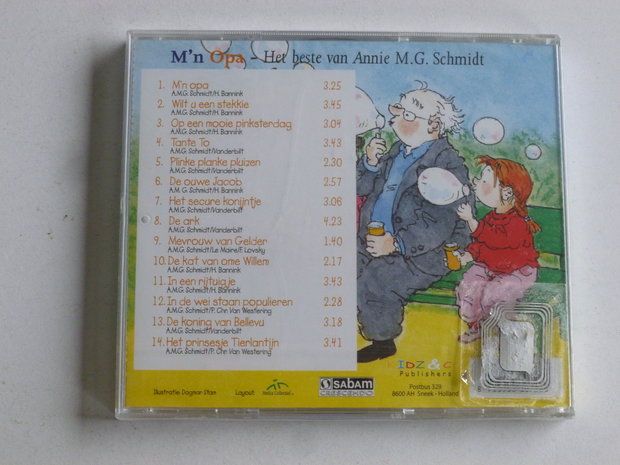 M'n Opa - Het beste van Annie M.G. Schmidt
1. M'n opa 3.25
A.M.G. Schmidt/H. Bannink
2. Wilt u een stekkie 3.45
A.M.G. Schmidt/H. Bannink
3. Op een mooie pinksterdag 3.04
A.M.G. Schmidt/H. Bannink
4. Tante To 3.43
A.M.G. Schmidt/Vanderbilt
5. Plinke planke pluizen 2.30
A.M.G. Schmidt/Vanderbilt
6. De ouwe Jacob 2.57
A.M.G. Schmidt/H. Bannink
7. Het secure konijntje 3.06
A.M.G. Schmidt/Vanderbilt
8. De ark 4.23
A.M.G. Schmidt/Vanderbilt
9. Mevrouw van Gelder 1.40
A.M.G. Schmidt/Le Maire/F. Lovsky
10. De kat van ome Willem 2.17
A.M.G. Schmidt/H. Bannink
11. In een rijtuigje 3.43
A.M.G. Schmidt/H. Bannink
12. In de wei staan populieren 2.28
A.M.G. Schmidt/P. Chr. Van Westering
13. De koning van Bellevu 3.18
A.M.G. Schmidt/Vanderbilt
14. Het prinsesje Tierlantijn 3.41
A.M.G. Schmidt/P. Chr. Van Westering
IDZ &
Publishers
Illustratie Dagmar Stam Layout sabam
Postbus 329
8600 AH Sneek - Holland